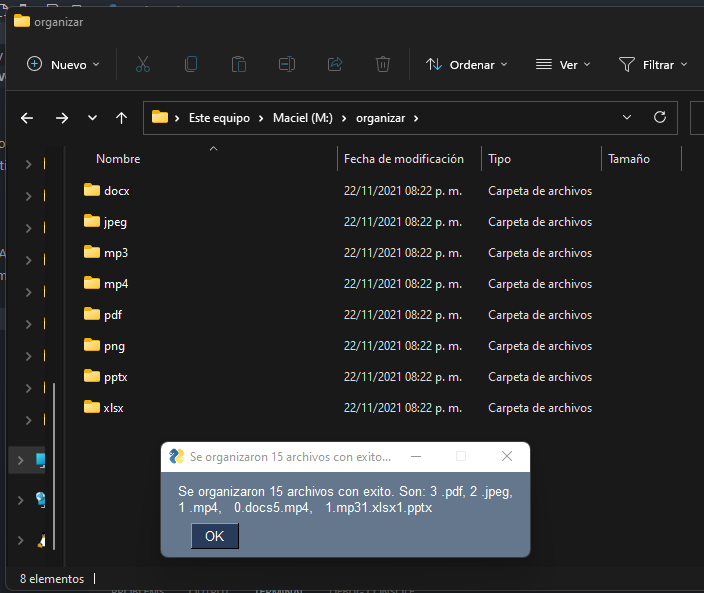 organizar
Nuevo
Ordenar
Ver
Filtrar
Este equipo > Maciel (M:) > organizar >
Nombre Fecha de modificación Tipo Tamaño
docx 22/11/2021 08:22 p. m. Carpeta de archivos
jpeg 22/11/2021 08:22 p. m. Carpeta de archivos
mp3 22/11/2021 08:22 p. m. Carpeta de archivos
mp4 22/11/2021 08:22 p. m. Carpeta de archivos
pdf 22/11/2021 08:22 p. m. Carpeta de archivos
png 22/11/2021 08:22 p. m. Carpeta de archivos
pptx 22/11/2021 08:22 p. m. Carpeta de archivos
xlsx 22/11/2021 08:22 p. m. Carpeta de archivos
Se organizaron 15 archivos con exito...
Se organizaron 15 archivos con exito. Son: 3 .pdf, 2 .jpeg,
1 .mp4, 0.docs5.mp4, 1.mp31.xlsx1.pptx
OK
8 elementos